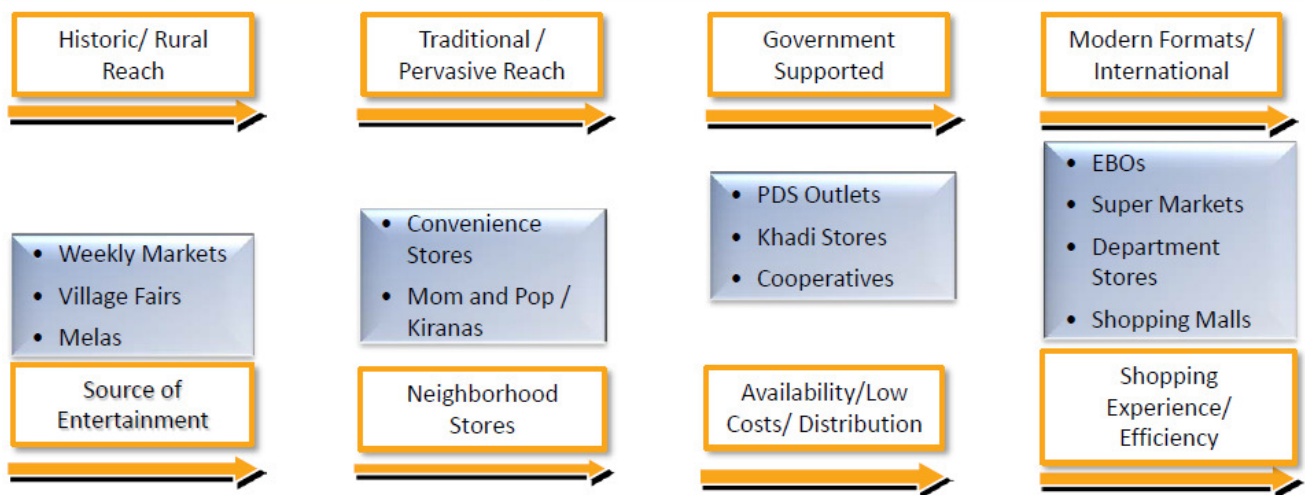 Historic/ Rural
Reach
Traditional /
Pervasive Reach
Government
Supported
Modern Formats/
International
• Weekly Markets
• Village Fairs
• Melas
• Convenience
Stores
• Mom and Pop /
Kiranas
• PDS Outlets
• Khadi Stores
• Cooperatives
• EBOs
• Super Markets
• Department
Stores
• Shopping Malls
Source of
Entertainment
Neighborhood
Stores
Availability/Low
Costs/ Distribution
Shopping
Experience/
Efficiency